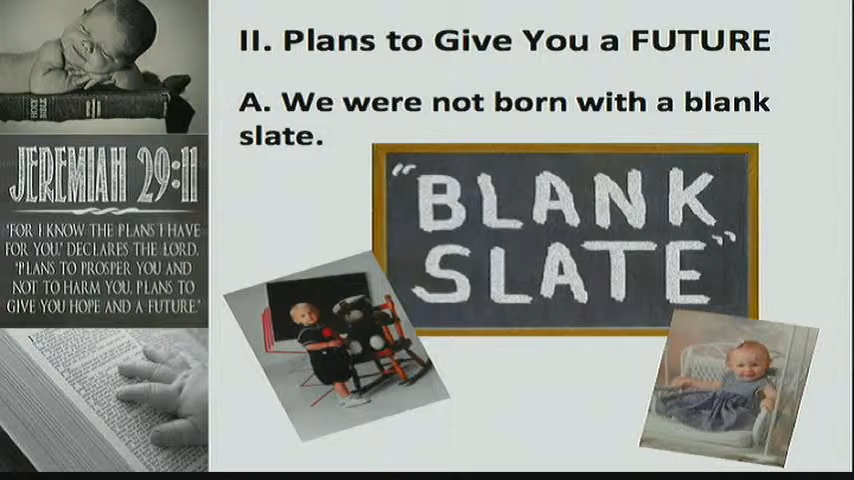 II. Plans to Give You a FUTURE
A. We were not born with a blank
slate.
"BLANK
SLATE"
HOLY BIBLE
JEREMIAH 29:11
"FOR I KNOW THE PLANS I HAVE
FOR YOU," DECLARES THE LORD,
"PLANS TO PROSPER YOU AND
NOT TO HARM YOU, PLANS TO
GIVE YOU HOPE AND A FUTURE."